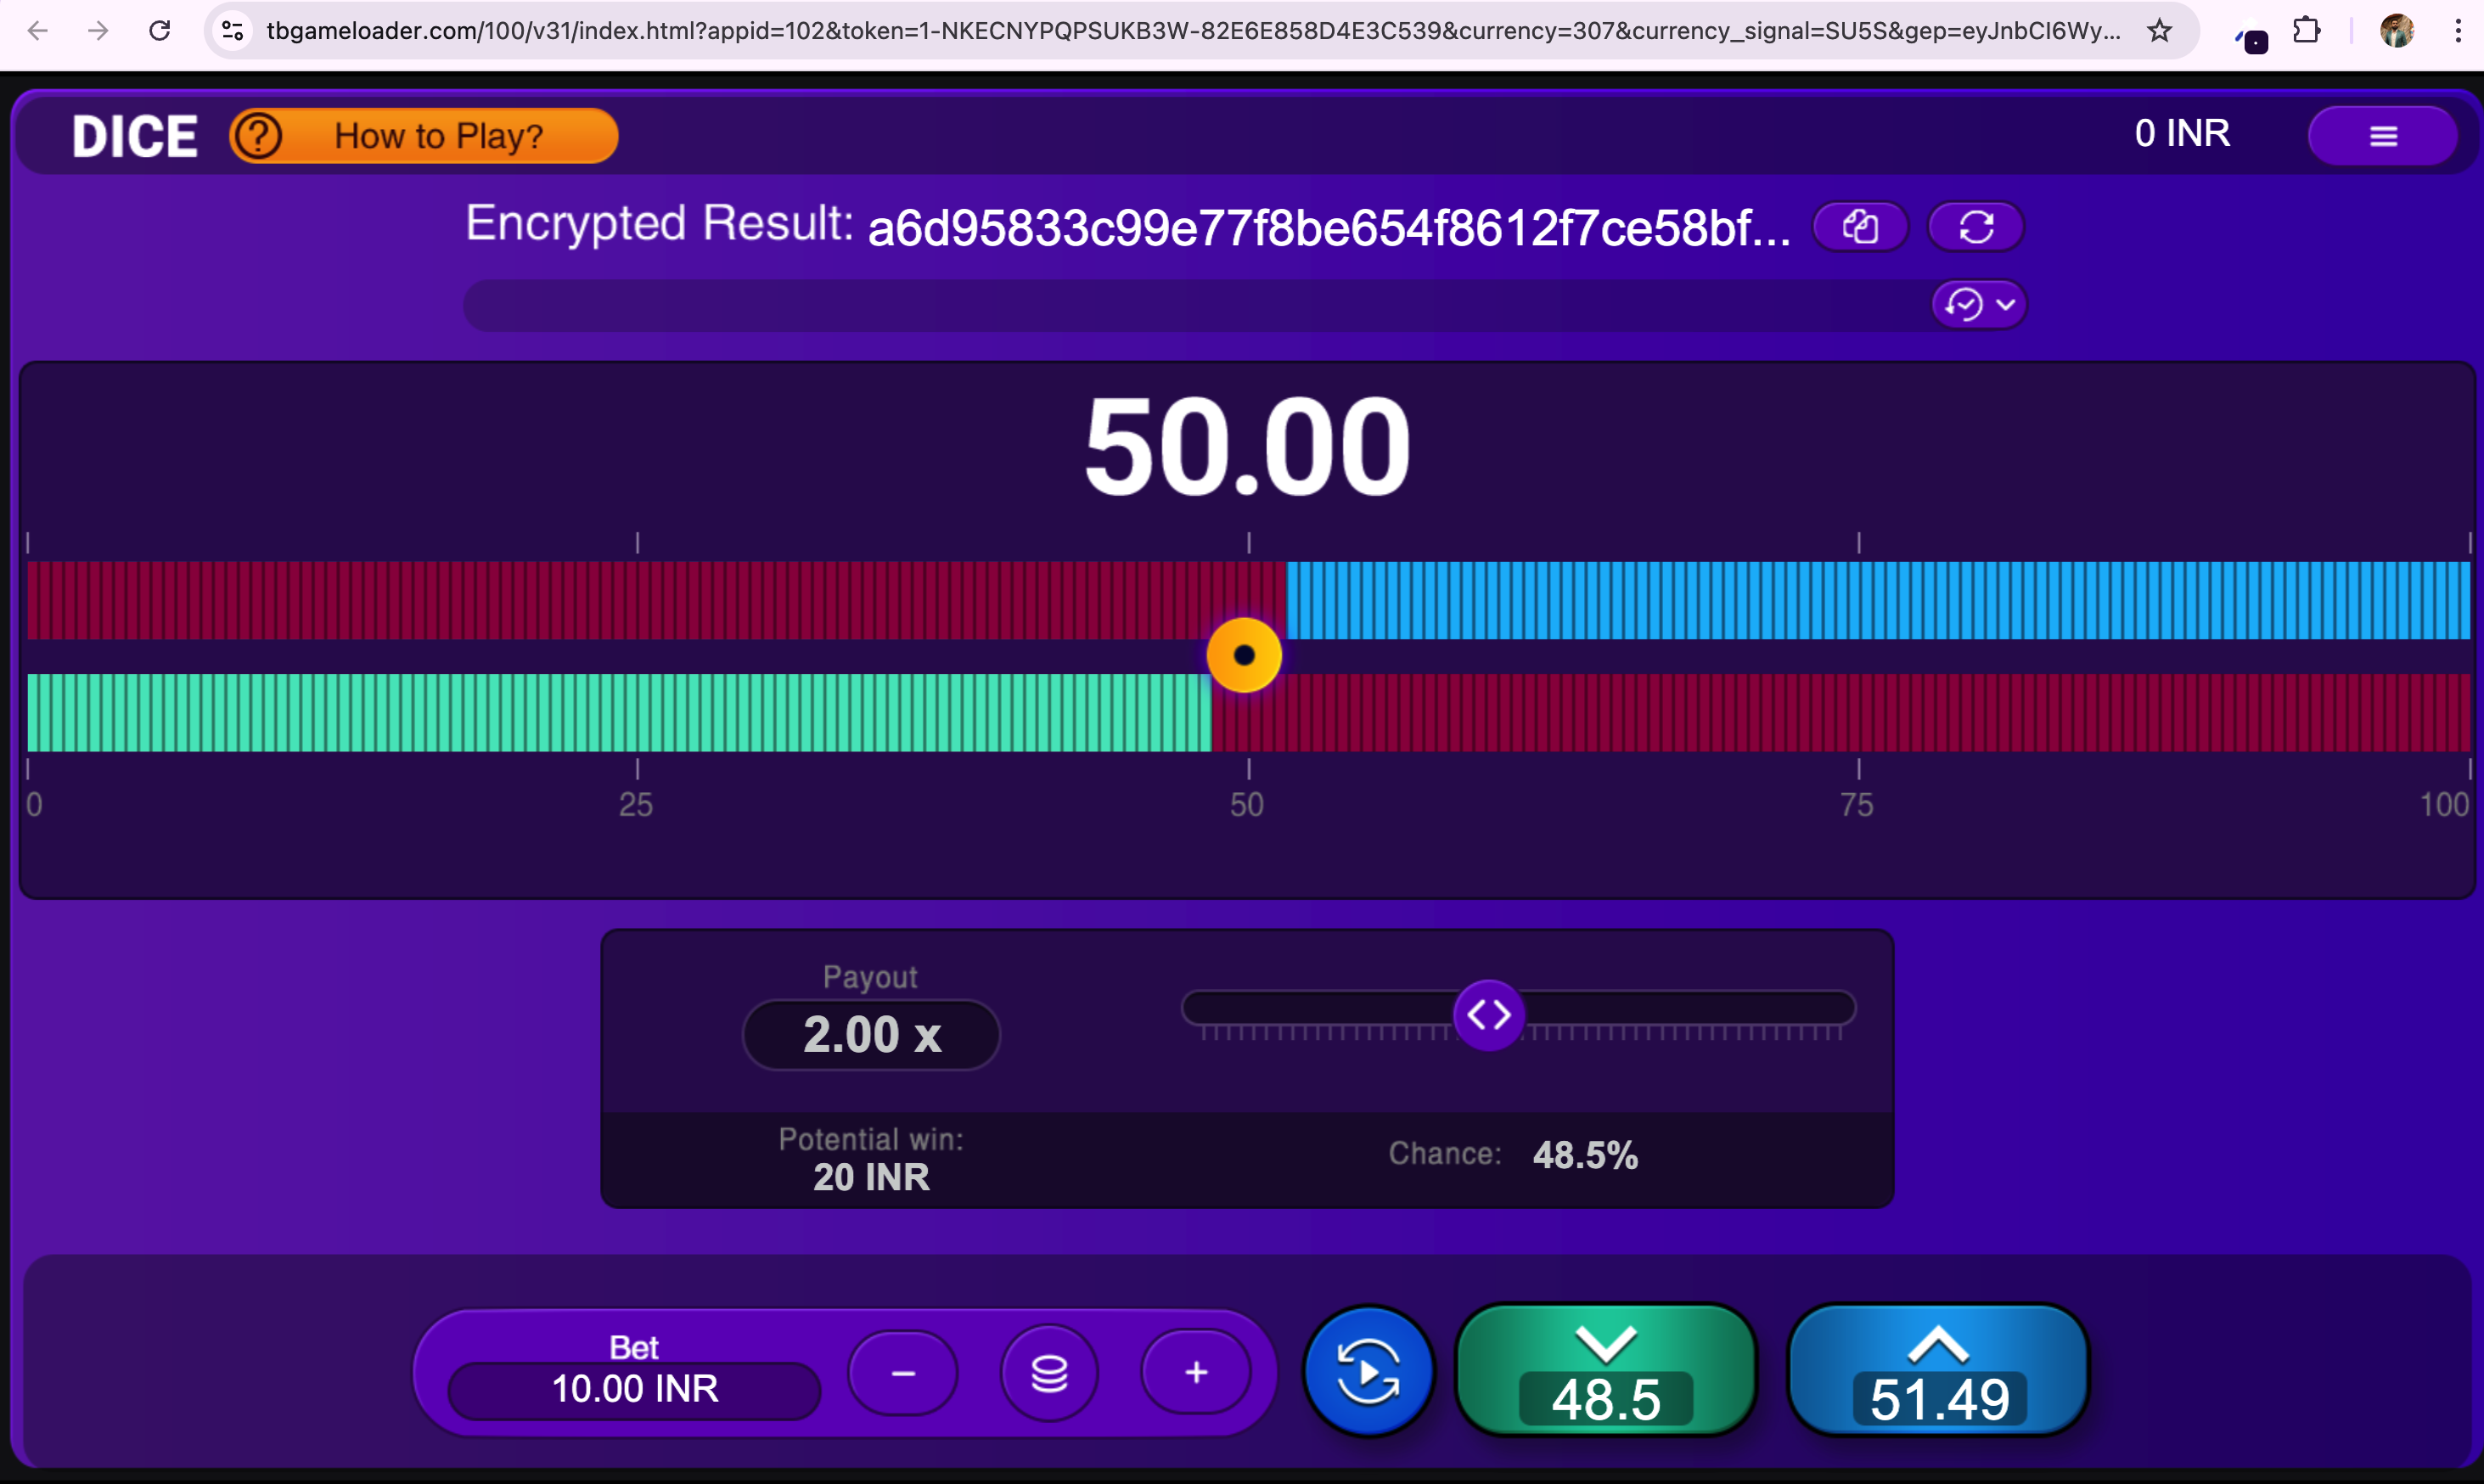 tbgameloader.com/100/v31/index.html?appid=102&token=1-NKECNYPQPSUKB3W-82E6E858D4E3C539&currency=307&currency_signal=SU5S&gep=eyJnbCI6Wy...
DICE
? How to Play?
0 INR
Encrypted Result: a6d95833c99e77f8be654f8612f7ce58bf...
50.00
0 25 50 75 100
Payout
2.00 x
Potential win:
20 INR
Chance: 48.5%
Bet
10.00 INR
− +
48.5
51.49